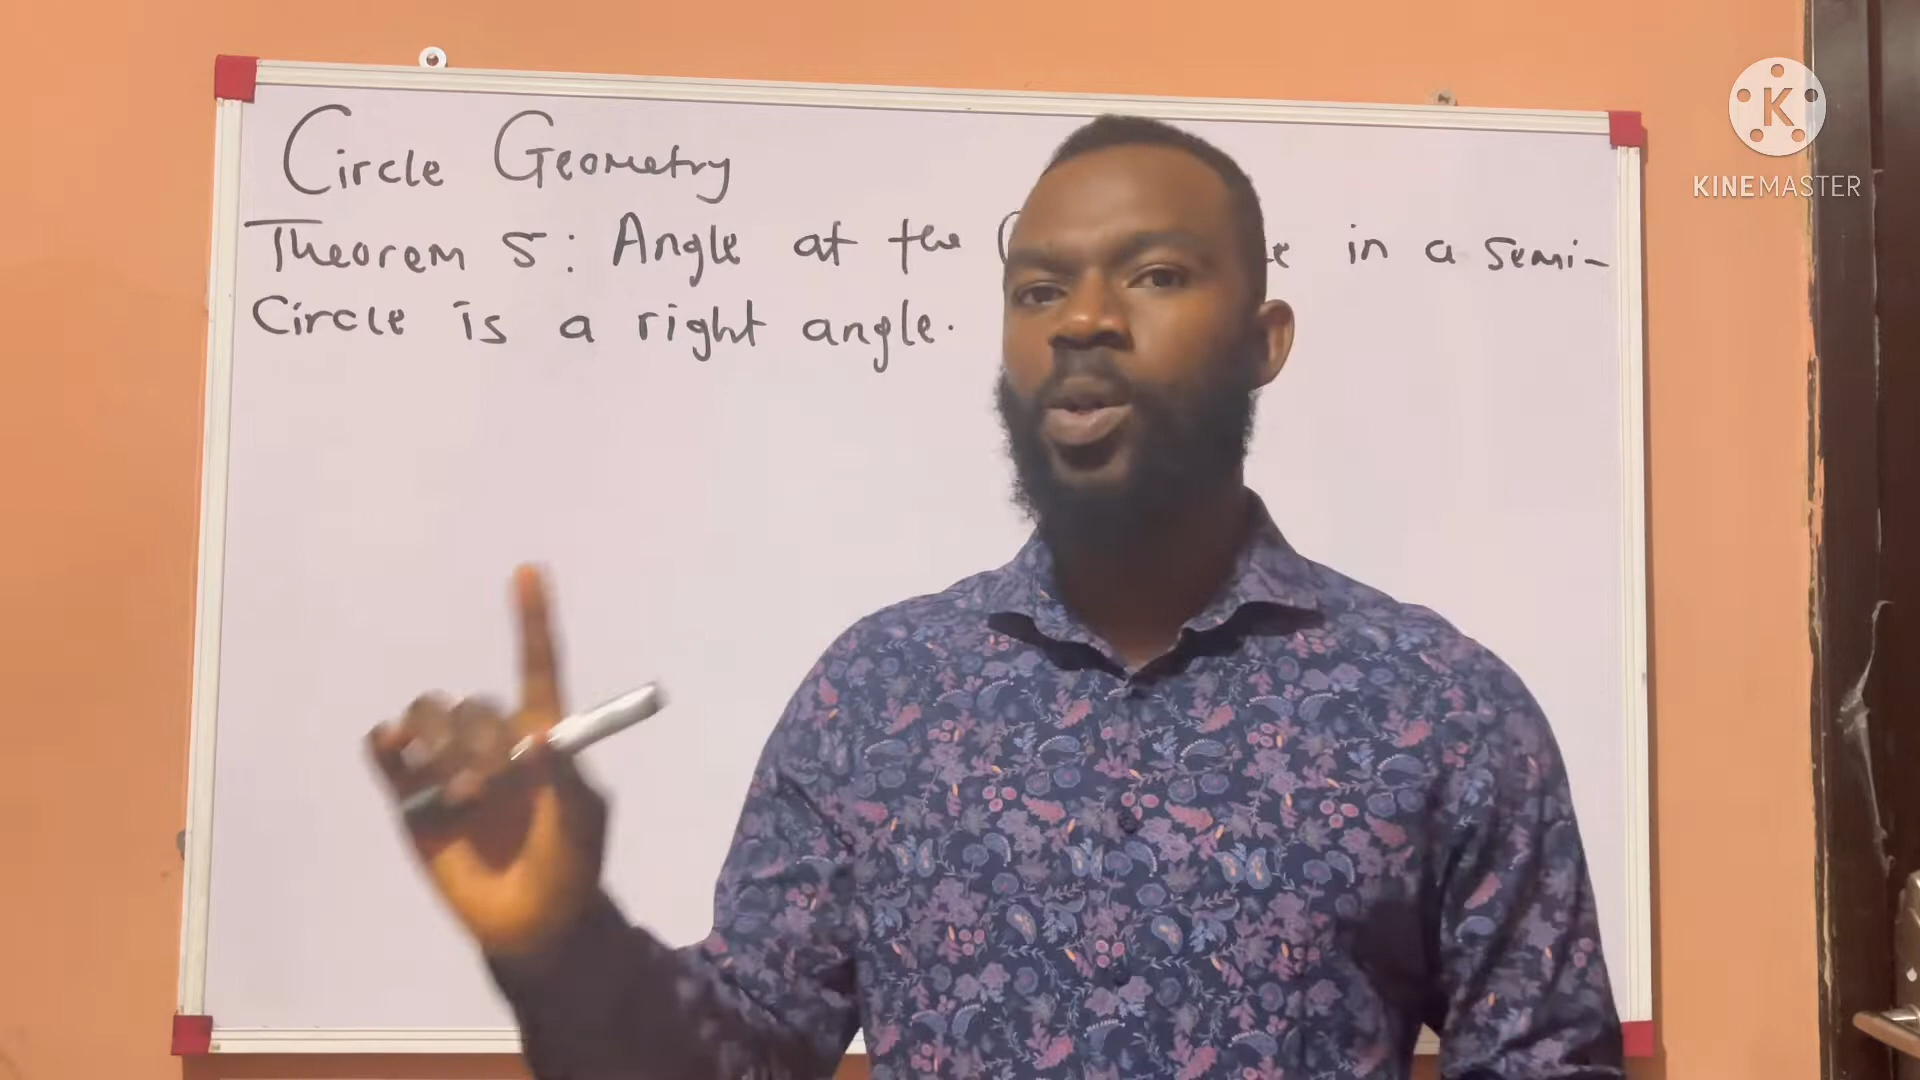 Circle Geometry
Theorem 5: Angle at the in a semi-
Circle is a right angle.
K
KINEMASTER